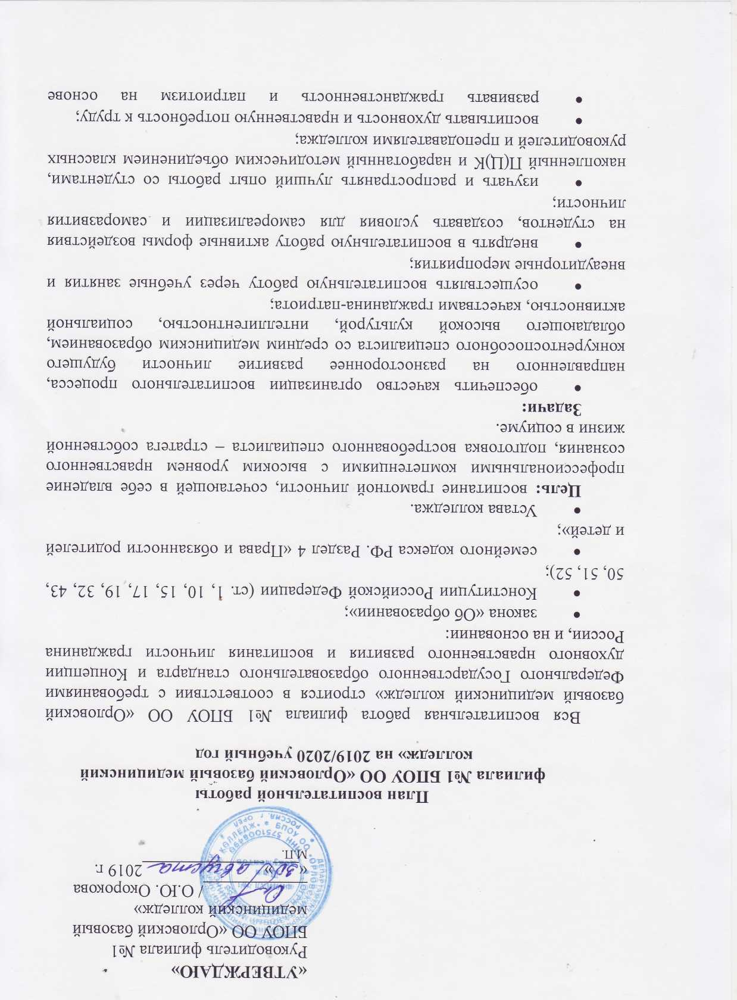 «УТВЕРЖДАЮ»
Руководитель филиала №1
БПОУ ОО «Орловский базовый
медицинский колледж»
/ О.Ю. Окорокова
«30» августа 2019 г.
М.П.
План воспитательной работы
филиала №1 БПОУ ОО «Орловский базовый медицинский
колледж» на 2019/2020 учебный год
Вся воспитательная работа филиала №1 БПОУ ОО «Орловский
базовый медицинский колледж» строится в соответствии с требованиями
Федерального Государственного образовательного стандарта и Концепции
духовного нравственного развития и воспитания личности гражданина
России, и на основании:
• закона «Об образовании»;
• Конституции Российской Федерации (ст. 1, 10, 15, 17, 19, 32, 43,
50, 51, 52);
• семейного кодекса РФ. Раздел 4 «Права и обязанности родителей
и детей»;
• Устава колледжа.
Цель: воспитание грамотной личности, сочетающей в себе владение
профессиональными компетенциями с высоким уровнем нравственного
сознания, подготовка востребованного специалиста – стратега собственной
жизни в социуме.
Задачи:
• обеспечить качество организации воспитательного процесса,
направленного на разностороннее развитие личности будущего
конкурентоспособного специалиста со средним медицинским образованием,
обладающего высокой культурой, интеллигентностью, социальной
активностью, качествами гражданина-патриота;
• осуществлять воспитательную работу через учебные занятия и
внеаудиторные мероприятия;
• внедрять в воспитательную работу активные формы воздействия
на студентов, создавать условия для самореализации и саморазвития
личности;
• изучать и распространять лучший опыт работы со студентами,
накопленный П(Ц)К и наработанный методическим объединением классных
руководителей и преподавателями колледжа;
• воспитывать духовность и нравственную потребность к труду;
• развивать гражданственность и патриотизм на основе